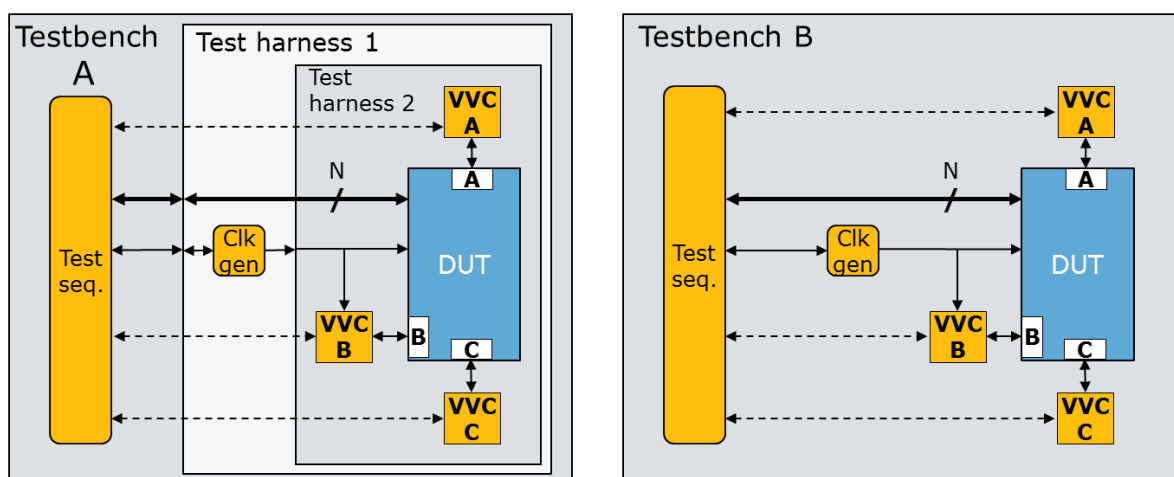 Testbench
A
Test harness 1
Test
harness 2
VVC
A
N
A
Clk
gen
Test
seq.
DUT
VVC
B
B
C
VVC
C
Testbench B
VVC
A
N
A
Clk
gen
Test
seq.
DUT
VVC
B
B
C
VVC
C